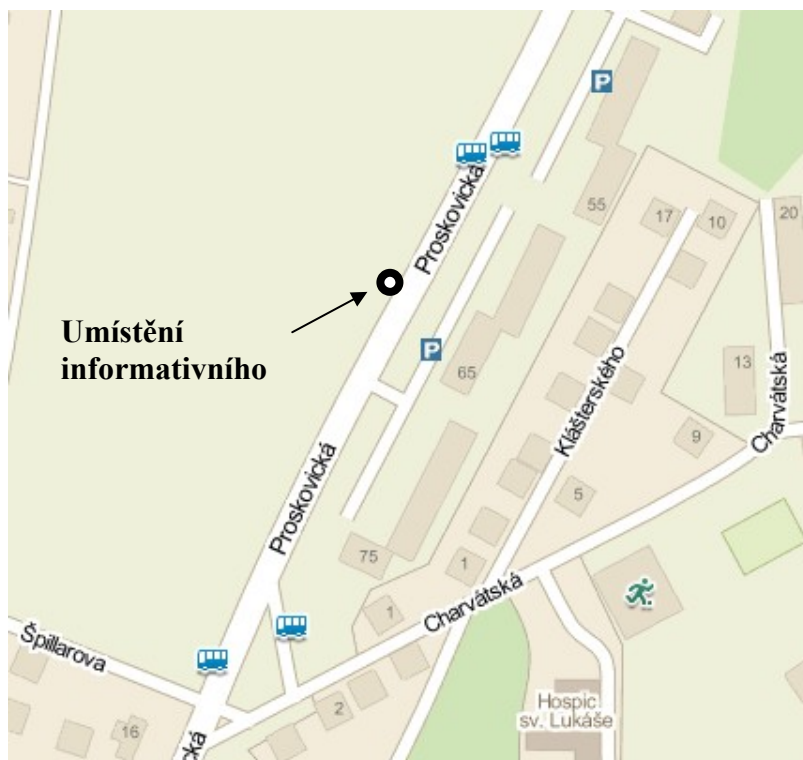 P
Proskovická
55
17
10
20
Umístění
informativního
P
65
Klášterského
13
Charvátská
9
Proskovická
5
75
1
1
Charvátská
Špillarova
2
Hospic
sv. Lukáše
16
cká